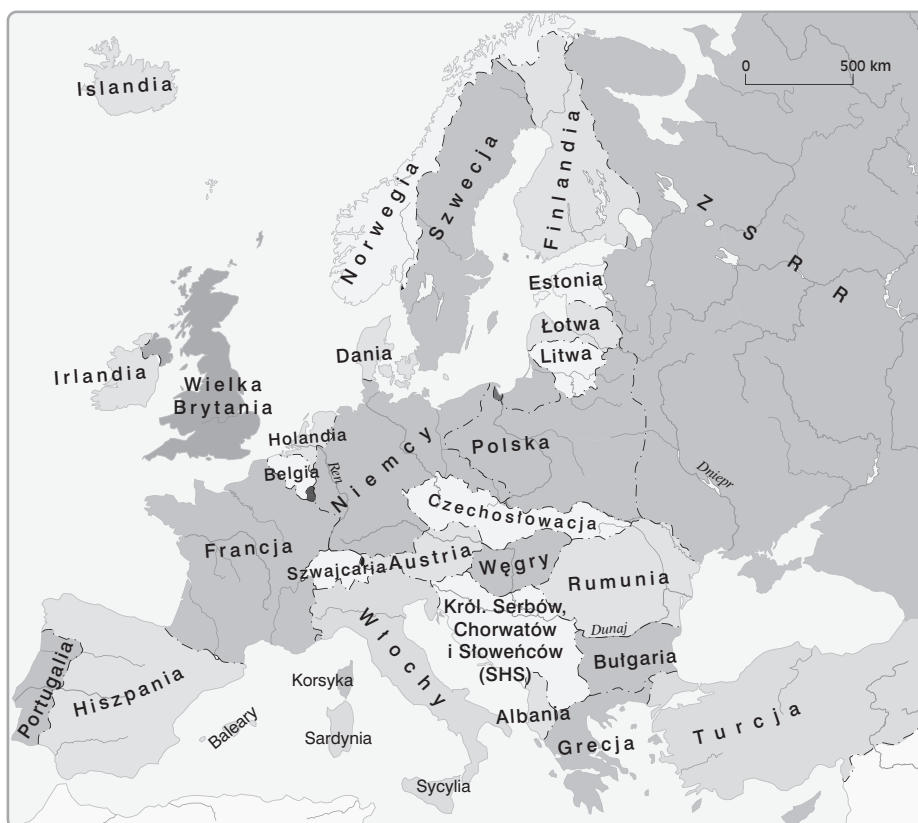 Islandia
0 500 km
Norwegia
Szwecja
Finlandia
ZSRR
Estonia
Łotwa
Litwa
Dania
Irlandia
Wielka
Brytania
Holandia
Belgia
Ren
Niemcy
Polska
Dniepr
Czechosłowacja
Francja
Szwajcaria
Austria
Węgry
Rumunia
Król. Serbów,
Chorwatów
i Słoweńców
(SHS)
Dunaj
Bułgaria
Włochy
Portugalia
Hiszpania
Korsyka
Baleary
Sardynia
Albania
Grecja
Turcja
Sycylia